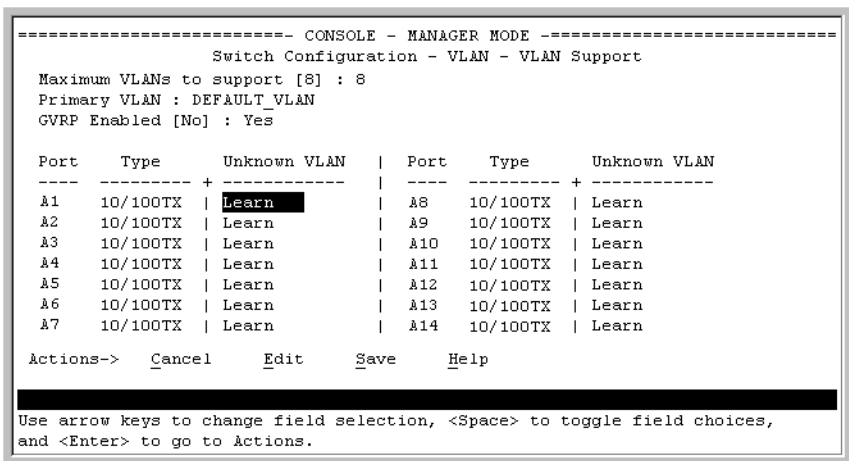 ===========================- CONSOLE - MANAGER MODE -============================
Switch Configuration - VLAN - VLAN Support
Maximum VLANs to support [8] : 8
Primary VLAN : DEFAULT_VLAN
GVRP Enabled [No] : Yes
Port Type Unknown VLAN | Port Type Unknown VLAN
---- --------- + ------------ | ---- --------- + ------------
A1 10/100TX | Learn | A8 10/100TX | Learn
A2 10/100TX | Learn | A9 10/100TX | Learn
A3 10/100TX | Learn | A10 10/100TX | Learn
A4 10/100TX | Learn | A11 10/100TX | Learn
A5 10/100TX | Learn | A12 10/100TX | Learn
A6 10/100TX | Learn | A13 10/100TX | Learn
A7 10/100TX | Learn | A14 10/100TX | Learn
Actions-> Cancel Edit Save Help
Use arrow keys to change field selection, <Space> to toggle field choices,
and <Enter> to go to Actions.